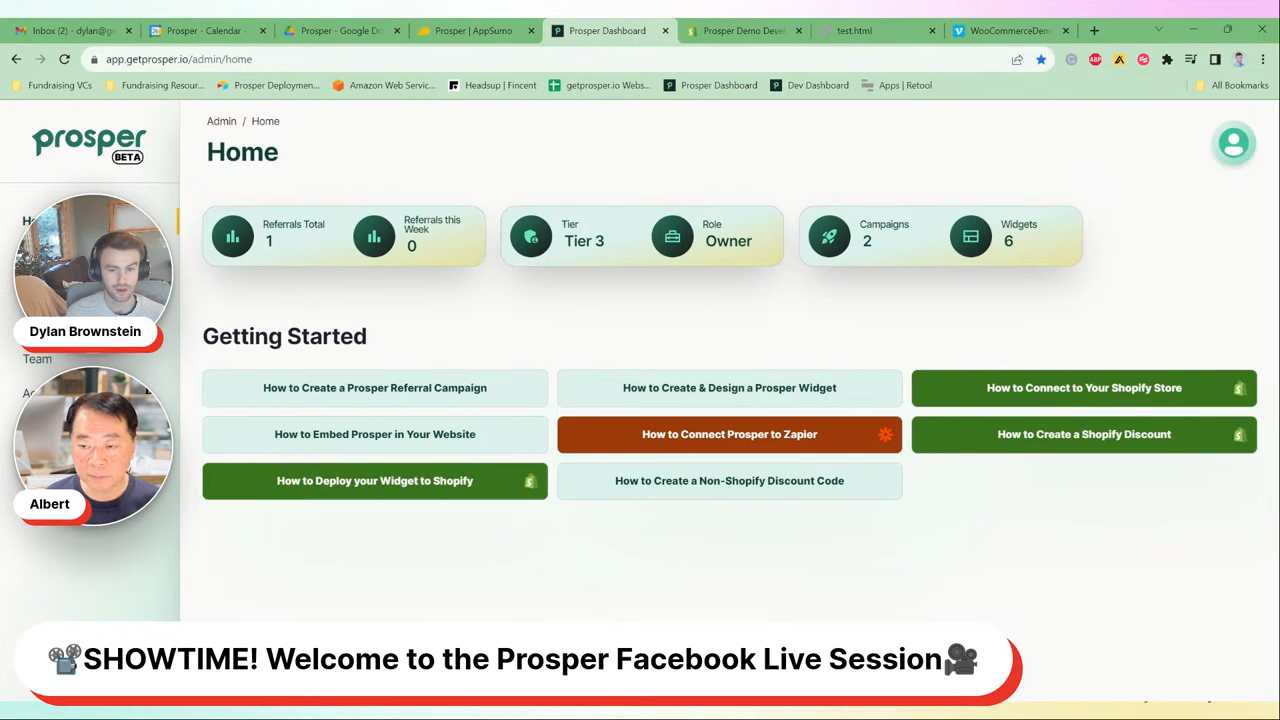 Inbox (2) - dylan@g
Prosper - Calendar
Prosper - Google Dri
Prosper | AppSumo
Prosper Dashboard
Prosper Demo Devel
test.html
WooCommerceDem
app.getprosper.io/admin/home
Fundraising VCs
Fundraising Resour...
Prosper Deploymen...
Amazon Web Servic...
Headsup | Fincent
getprosper.io Webs...
Prosper Dashboard
Dev Dashboard
Apps | Retool
All Bookmarks
prosper
BETA
Admin / Home
Home
Referrals Total
1
Referrals this
Week
0
Tier
Tier 3
Role
Owner
Campaigns
2
Widgets
6
Dylan Brownstein
Team
Albert
Getting Started
How to Create a Prosper Referral Campaign
How to Create & Design a Prosper Widget
How to Connect to Your Shopify Store
How to Embed Prosper in Your Website
How to Connect Prosper to Zapier
How to Create a Shopify Discount
How to Deploy your Widget to Shopify
How to Create a Non-Shopify Discount Code
📽️SHOWTIME! Welcome to the Prosper Facebook Live Session🎥